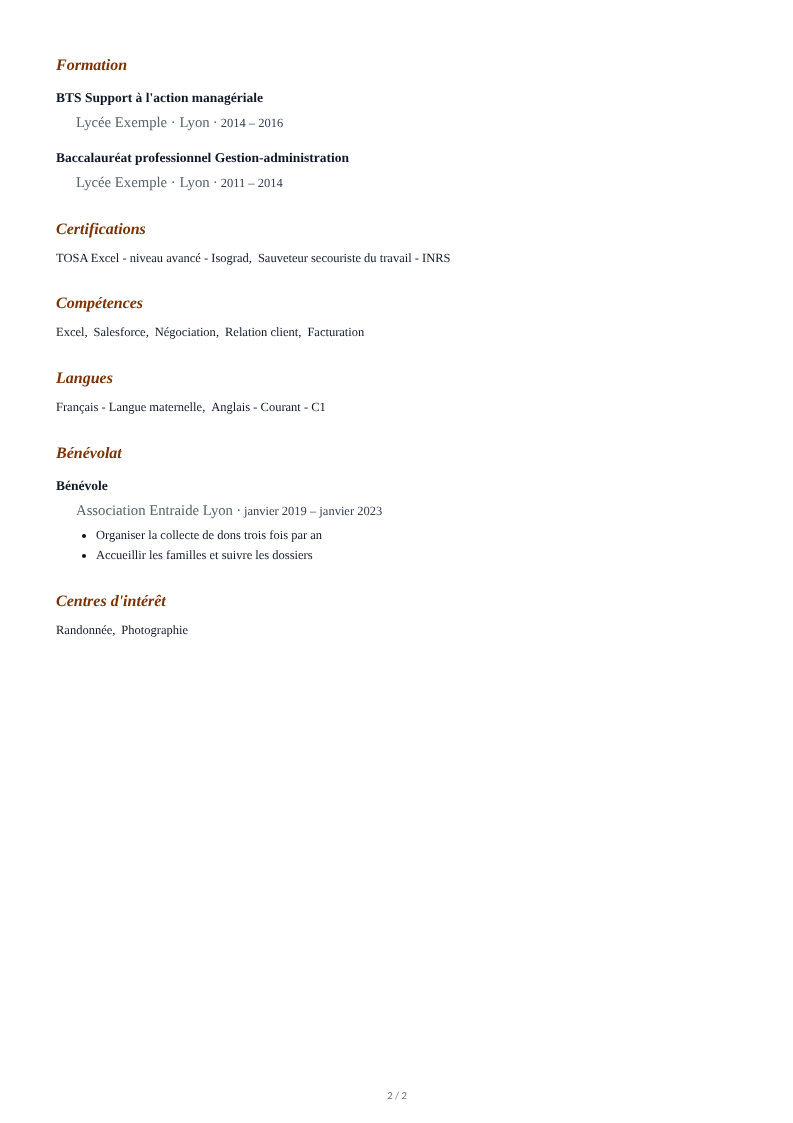 Formation
BTS Support à l'action managériale
Lycée Exemple · Lyon · 2014 – 2016
Baccalauréat professionnel Gestion-administration
Lycée Exemple · Lyon · 2011 – 2014
Certifications
TOSA Excel - niveau avancé - Isograd, Sauveteur secouriste du travail - INRS
Compétences
Excel, Salesforce, Négociation, Relation client, Facturation
Langues
Français - Langue maternelle, Anglais - Courant - C1
Bénévolat
Bénévole
Association Entraide Lyon · janvier 2019 – janvier 2023
• Organiser la collecte de dons trois fois par an
• Accueillir les familles et suivre les dossiers
Centres d'intérêt
Randonnée, Photographie
2 / 2